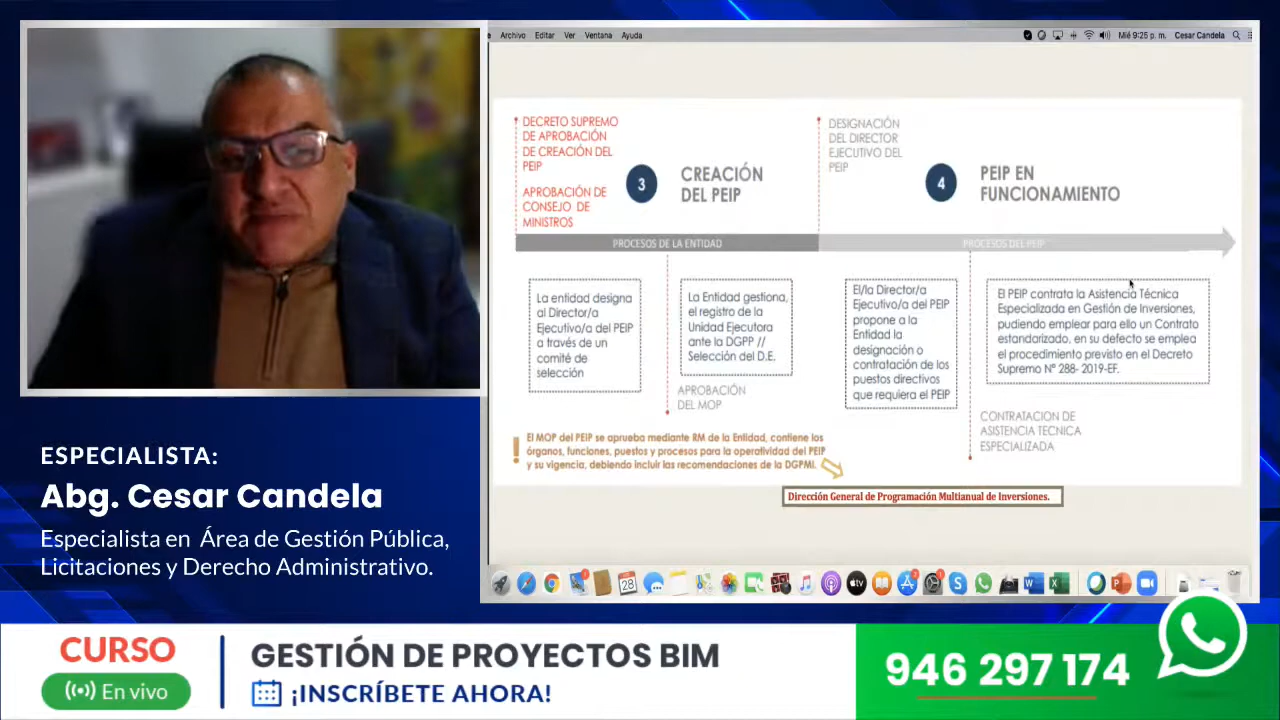 Archivo Editar Ver Ventana Ayuda
Mié 9:25 p. m. Cesar Candela
DECRETO SUPREMO
DE APROBACIÓN
DE CREACIÓN DEL
PEIP
APROBACIÓN DE
CONSEJO DE
MINISTROS
3
CREACIÓN
DEL PEIP
DESIGNACIÓN
DEL DIRECTOR
EJECUTIVO DEL
PEIP
4
PEIP EN
FUNCIONAMIENTO
PROCESOS DE LA ENTIDAD
PROCESOS DEL PEIP
La entidad designa
al Director/a
Ejecutivo/a del PEIP
a través de un
comité de
selección
La Entidad gestiona,
el registro de la
Unidad Ejecutora
ante la DGPP //
Selección del D.E.
APROBACIÓN
DEL MOP
El/la Director/a
Ejecutivo/a del PEIP
propone a la
Entidad la
designación o
contratación de los
puestos directivos
que requiera el PEIP
El PEIP contrata la Asistencia Técnica
Especializada en Gestión de Inversiones,
pudiendo emplear para ello un Contrato
estandarizado, en su defecto se emplea
el procedimiento previsto en el Decreto
Supremo Nº 288- 2019-EF.
CONTRATACION DE
ASISTENCIA TECNICA
ESPECIALIZADA
! El MOP del PEIP se aprueba mediante RM de la Entidad, contiene los
órganos, funciones, puestos y procesos para la operatividad del PEIP
y su vigencia, debiendo incluir las recomendaciones de la DGPMI.
Dirección General de Programación Multianual de Inversiones.
28
ESPECIALISTA:
Abg. Cesar Candela
Especialista en Área de Gestión Pública,
Licitaciones y Derecho Administrativo.
CURSO
En vivo
GESTIÓN DE PROYECTOS BIM
¡INSCRÍBETE AHORA!
946 297 174